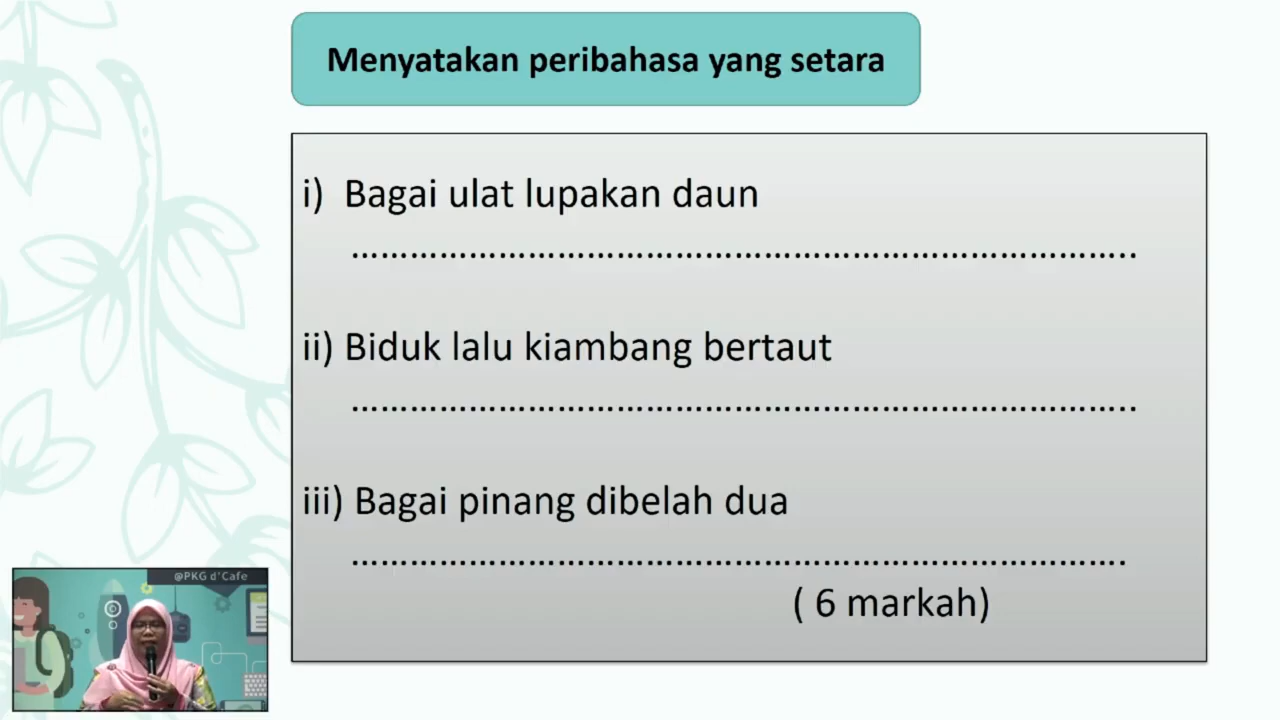 Menyatakan peribahasa yang setara
i) Bagai ulat lupakan daun
……………………………………………………………………..
ii) Biduk lalu kiambang bertaut
……………………………………………………………………..
iii) Bagai pinang dibelah dua
…………………………………………………………………….
( 6 markah)
@PKG d'Cafe